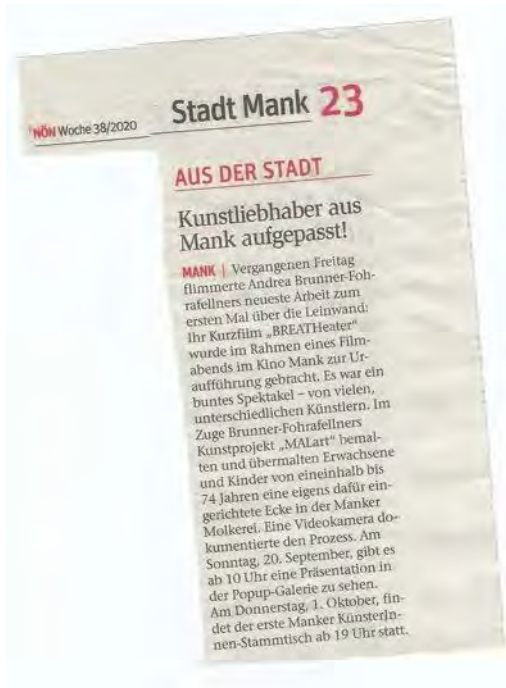 NÖN Woche 38/2020
Stadt Mank 23
AUS DER STADT
Kunstliebhaber aus
Mank aufgepasst!
MANK | Vergangenen Freitag
flimmerte Andrea Brunner-Foh-
rafellners neueste Arbeit zum
ersten Mal über die Leinwand:
Ihr Kurzfilm „BREATHeater“
wurde im Rahmen eines Film-
abends im Kino Mank zur Ur-
aufführung gebracht. Es war ein
buntes Spektakel – von vielen,
unterschiedlichen Künstlern. Im
Zuge Brunner-Fohrafellners
Kunstprojekt „MALart“ bemal-
ten und übermalten Erwachsene
und Kinder von eineinhalb bis
74 Jahren eine eigens dafür ein-
gerichtete Ecke in der Manker
Molkerei. Eine Videokamera do-
kumentierte den Prozess. Am
Sonntag, 20. September, gibt es
ab 10 Uhr eine Präsentation in
der Popup-Galerie zu sehen.
Am Donnerstag, 1. Oktober, fin-
det der erste Manker KünsterIn-
nen-Stammtisch ab 19 Uhr statt.